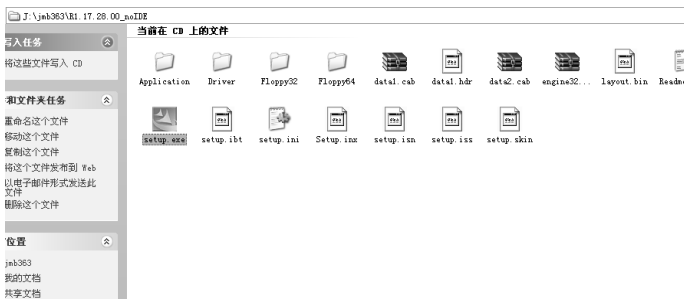 J:\jmb363\R1.17.28.00_noIDE
写入任务
将这些文件写入 CD
和文件夹任务
重命名这个文件
移动这个文件
复制这个文件
将这个文件发布到 Web
以电子邮件形式发送此
文件
删除这个文件
位置
jmb363
我的文档
共享文档
当前在 CD 上的文件
Application Driver Floppy32 Floppy64 data1.cab data1.hdr data2.cab engine32... layout.bin Readme
setup.exe setup.ibt setup.ini Setup.inx setup.isn setup.iss setup.skin